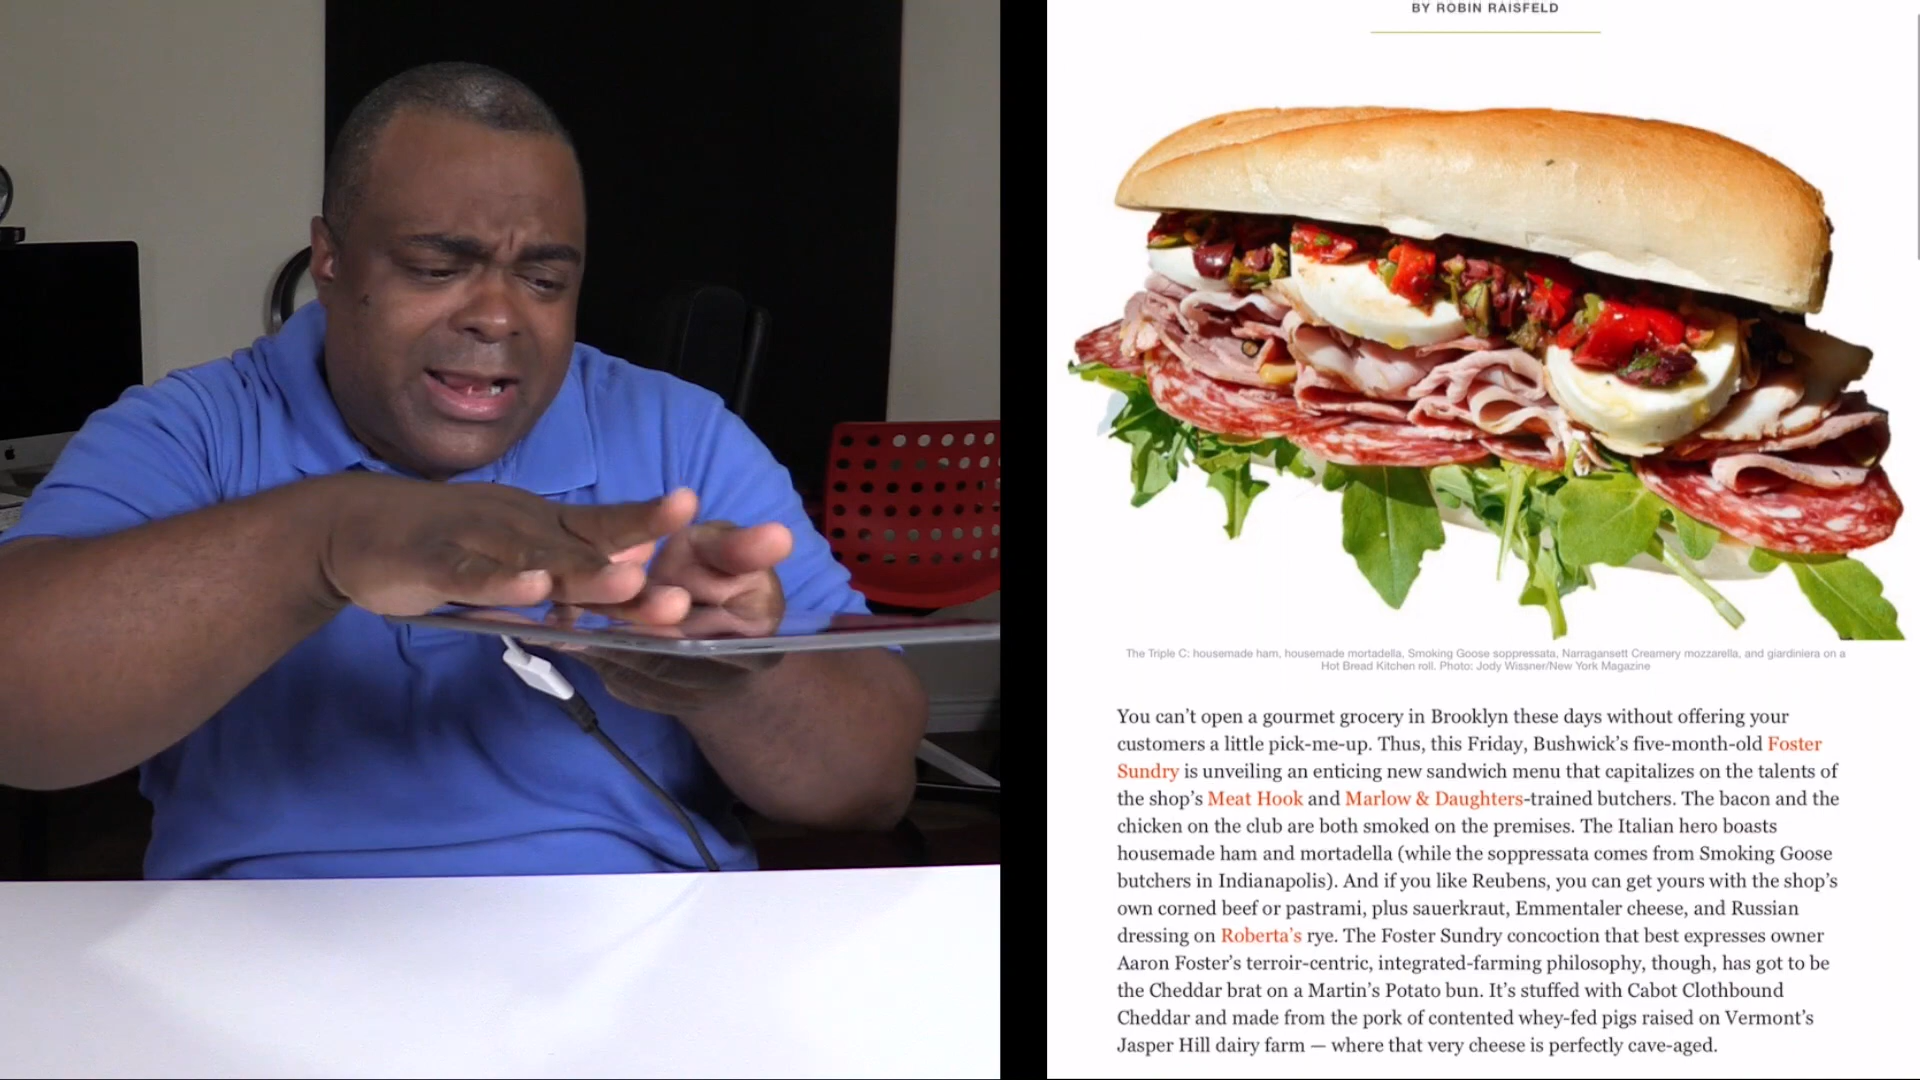 BY ROBIN RAISFELD
The Triple C: housemade ham, housemade mortadella, Smoking Goose soppressata, Narragansett Creamery mozzarella, and giardiniera on a
Hot Bread Kitchen roll. Photo: Jody Wissner/New York Magazine
You can’t open a gourmet grocery in Brooklyn these days without offering your
customers a little pick-me-up. Thus, this Friday, Bushwick’s five-month-old Foster
Sundry is unveiling an enticing new sandwich menu that capitalizes on the talents of
the shop’s Meat Hook and Marlow & Daughters-trained butchers. The bacon and the
chicken on the club are both smoked on the premises. The Italian hero boasts
housemade ham and mortadella (while the soppressata comes from Smoking Goose
butchers in Indianapolis). And if you like Reubens, you can get yours with the shop’s
own corned beef or pastrami, plus sauerkraut, Emmentaler cheese, and Russian
dressing on Roberta’s rye. The Foster Sundry concoction that best expresses owner
Aaron Foster’s terroir-centric, integrated-farming philosophy, though, has got to be
the Cheddar brat on a Martin’s Potato bun. It’s stuffed with Cabot Clothbound
Cheddar and made from the pork of contented whey-fed pigs raised on Vermont’s
Jasper Hill dairy farm — where that very cheese is perfectly cave-aged.